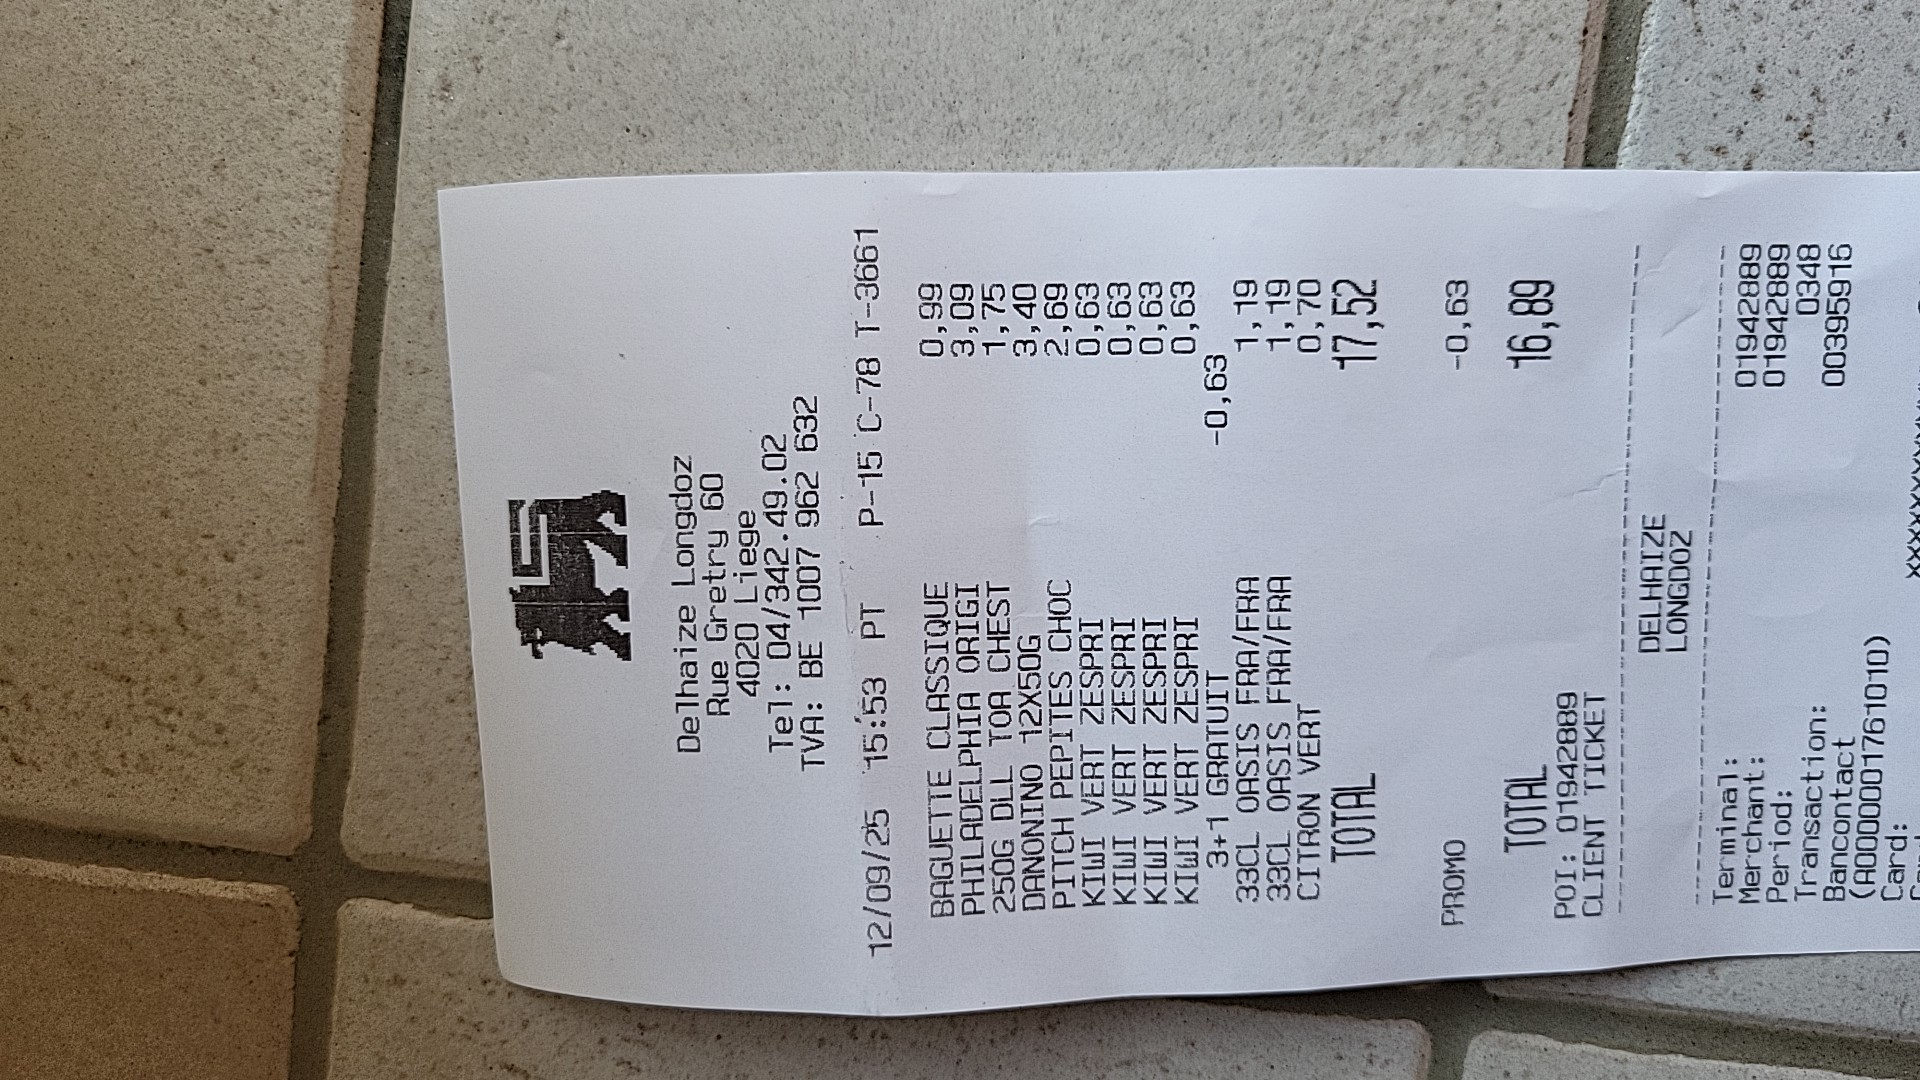 Delhaize Longdoz
Rue Gretry 60
4020 Liege
Tel: 04/342.49.02
TVA: BE 1007 962 632
12/09/25 15:53 PT P-15 C-78 T-3661
BAGUETTE CLASSIQUE 0,99
PHILADELPHIA ORIGI 3,09
250G DLL TOA CHEST 1,75
DANONINO 12X50G 3,40
PITCH PEPITES CHOC 2,69
KIWI VERT ZESPRI 0,63
KIWI VERT ZESPRI 0,63
KIWI VERT ZESPRI 0,63
KIWI VERT ZESPRI 0,63
3+1 GRATUIT -0,63
33CL OASIS FRA/FRA 1,19
33CL OASIS FRA/FRA 1,19
CITRON VERT 0,70
TOTAL 17,52
PROMO -0,63
TOTAL 16,89
POI: 01942889
CLIENT TICKET
DELHAIZE
LONGDOZ
Terminal: 01942889
Merchant: 01942889
Period: 0348
Transaction: 00395916
Bancontact
(A0000001761010)
Card: